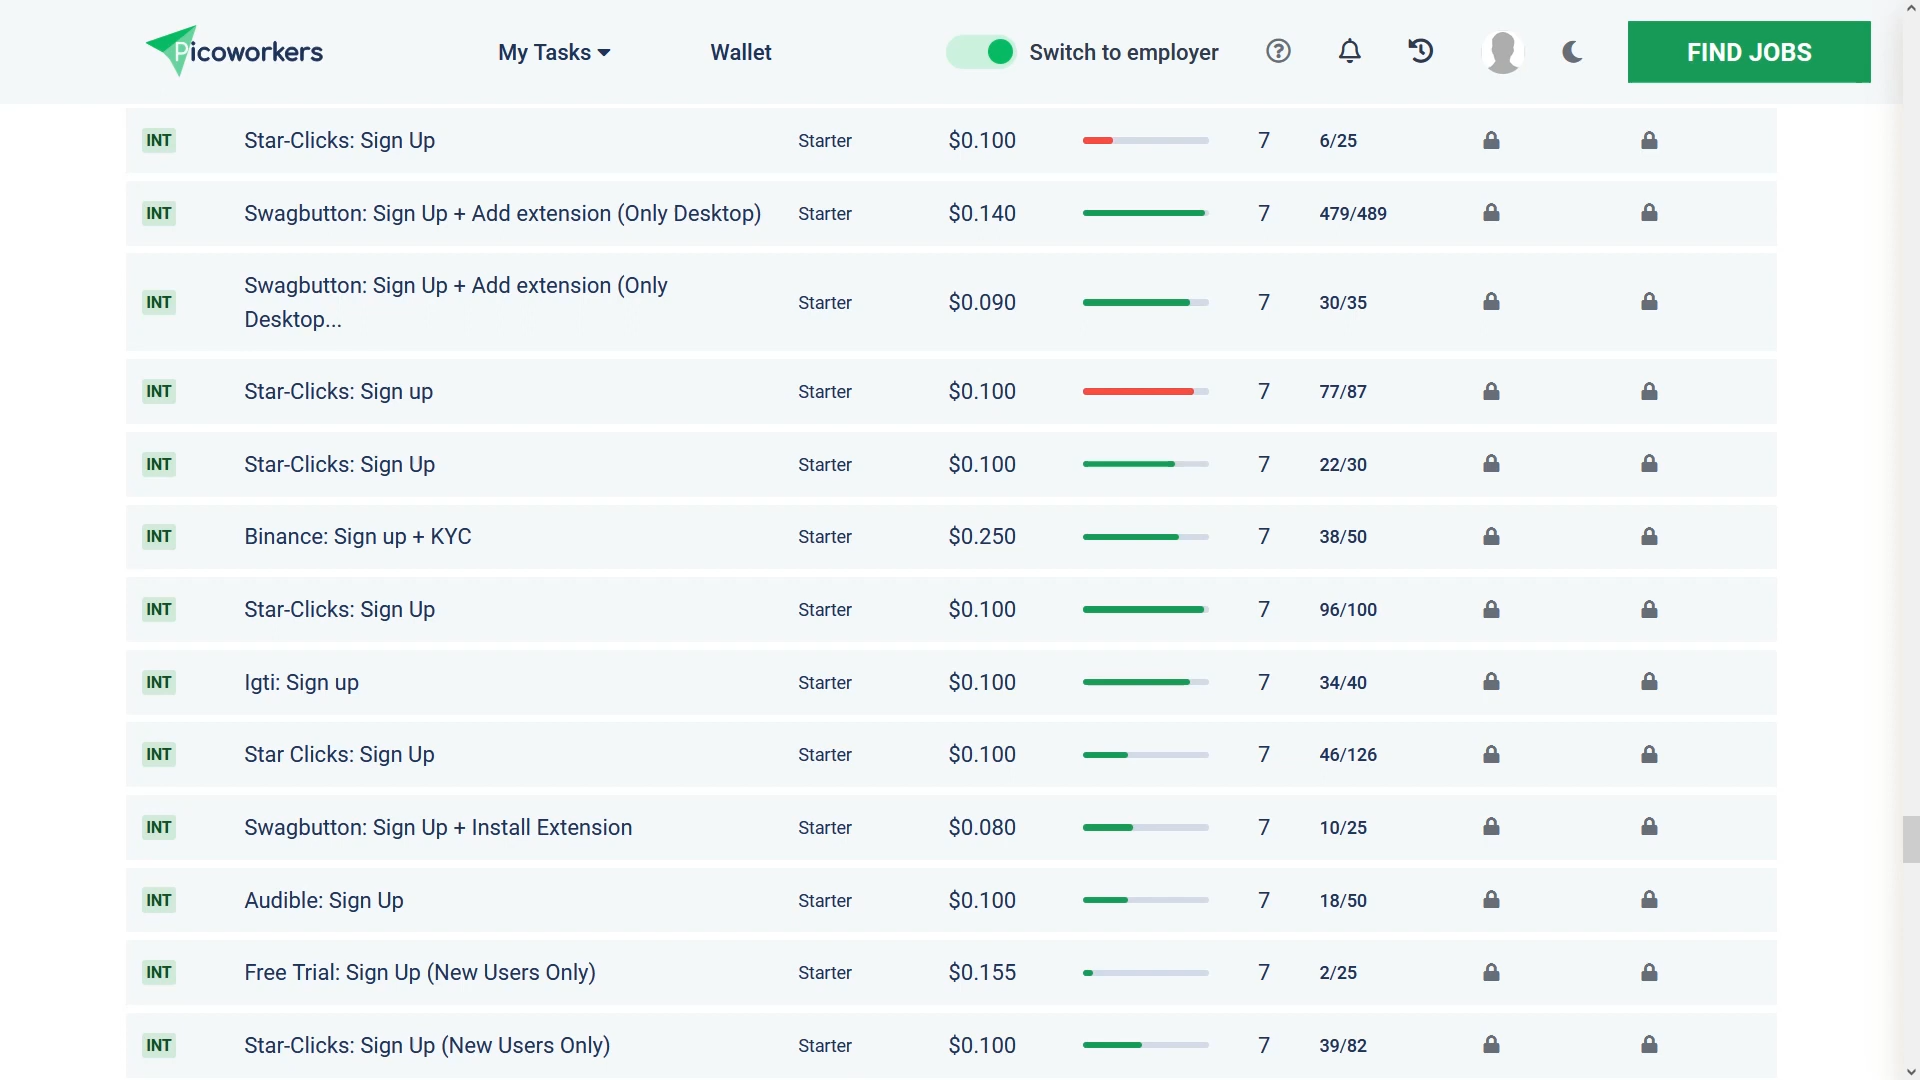 Picoworkers
My Tasks
Wallet
Switch to employer
FIND JOBS
INT Star-Clicks: Sign Up Starter $0.100 7 6/25
INT Swagbutton: Sign Up + Add extension (Only Desktop) Starter $0.140 7 479/489
INT Swagbutton: Sign Up + Add extension (Only
Desktop... Starter $0.090 7 30/35
INT Star-Clicks: Sign up Starter $0.100 7 77/87
INT Star-Clicks: Sign Up Starter $0.100 7 22/30
INT Binance: Sign up + KYC Starter $0.250 7 38/50
INT Star-Clicks: Sign Up Starter $0.100 7 96/100
INT Igti: Sign up Starter $0.100 7 34/40
INT Star Clicks: Sign Up Starter $0.100 7 46/126
INT Swagbutton: Sign Up + Install Extension Starter $0.080 7 10/25
INT Audible: Sign Up Starter $0.100 7 18/50
INT Free Trial: Sign Up (New Users Only) Starter $0.155 7 2/25
INT Star-Clicks: Sign Up (New Users Only) Starter $0.100 7 39/82